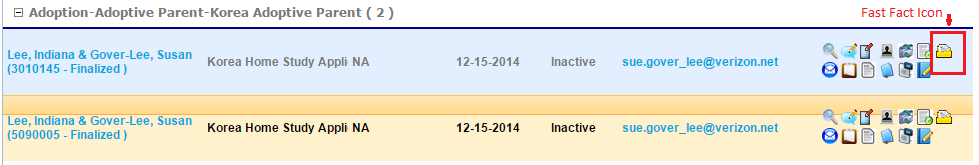 Adoption-Adoptive Parent-Korea Adoptive Parent ( 2 )
Fast Fact Icon
Lee, Indiana & Gover-Lee, Susan
(3010145 - Finalized )
Korea Home Study Appli NA
12-15-2014
Inactive
sue.gover_lee@verizon.net
Lee, Indiana & Gover-Lee, Susan
(5090005 - Finalized )
Korea Home Study Appli NA
12-15-2014
Inactive
sue.gover_lee@verizon.net